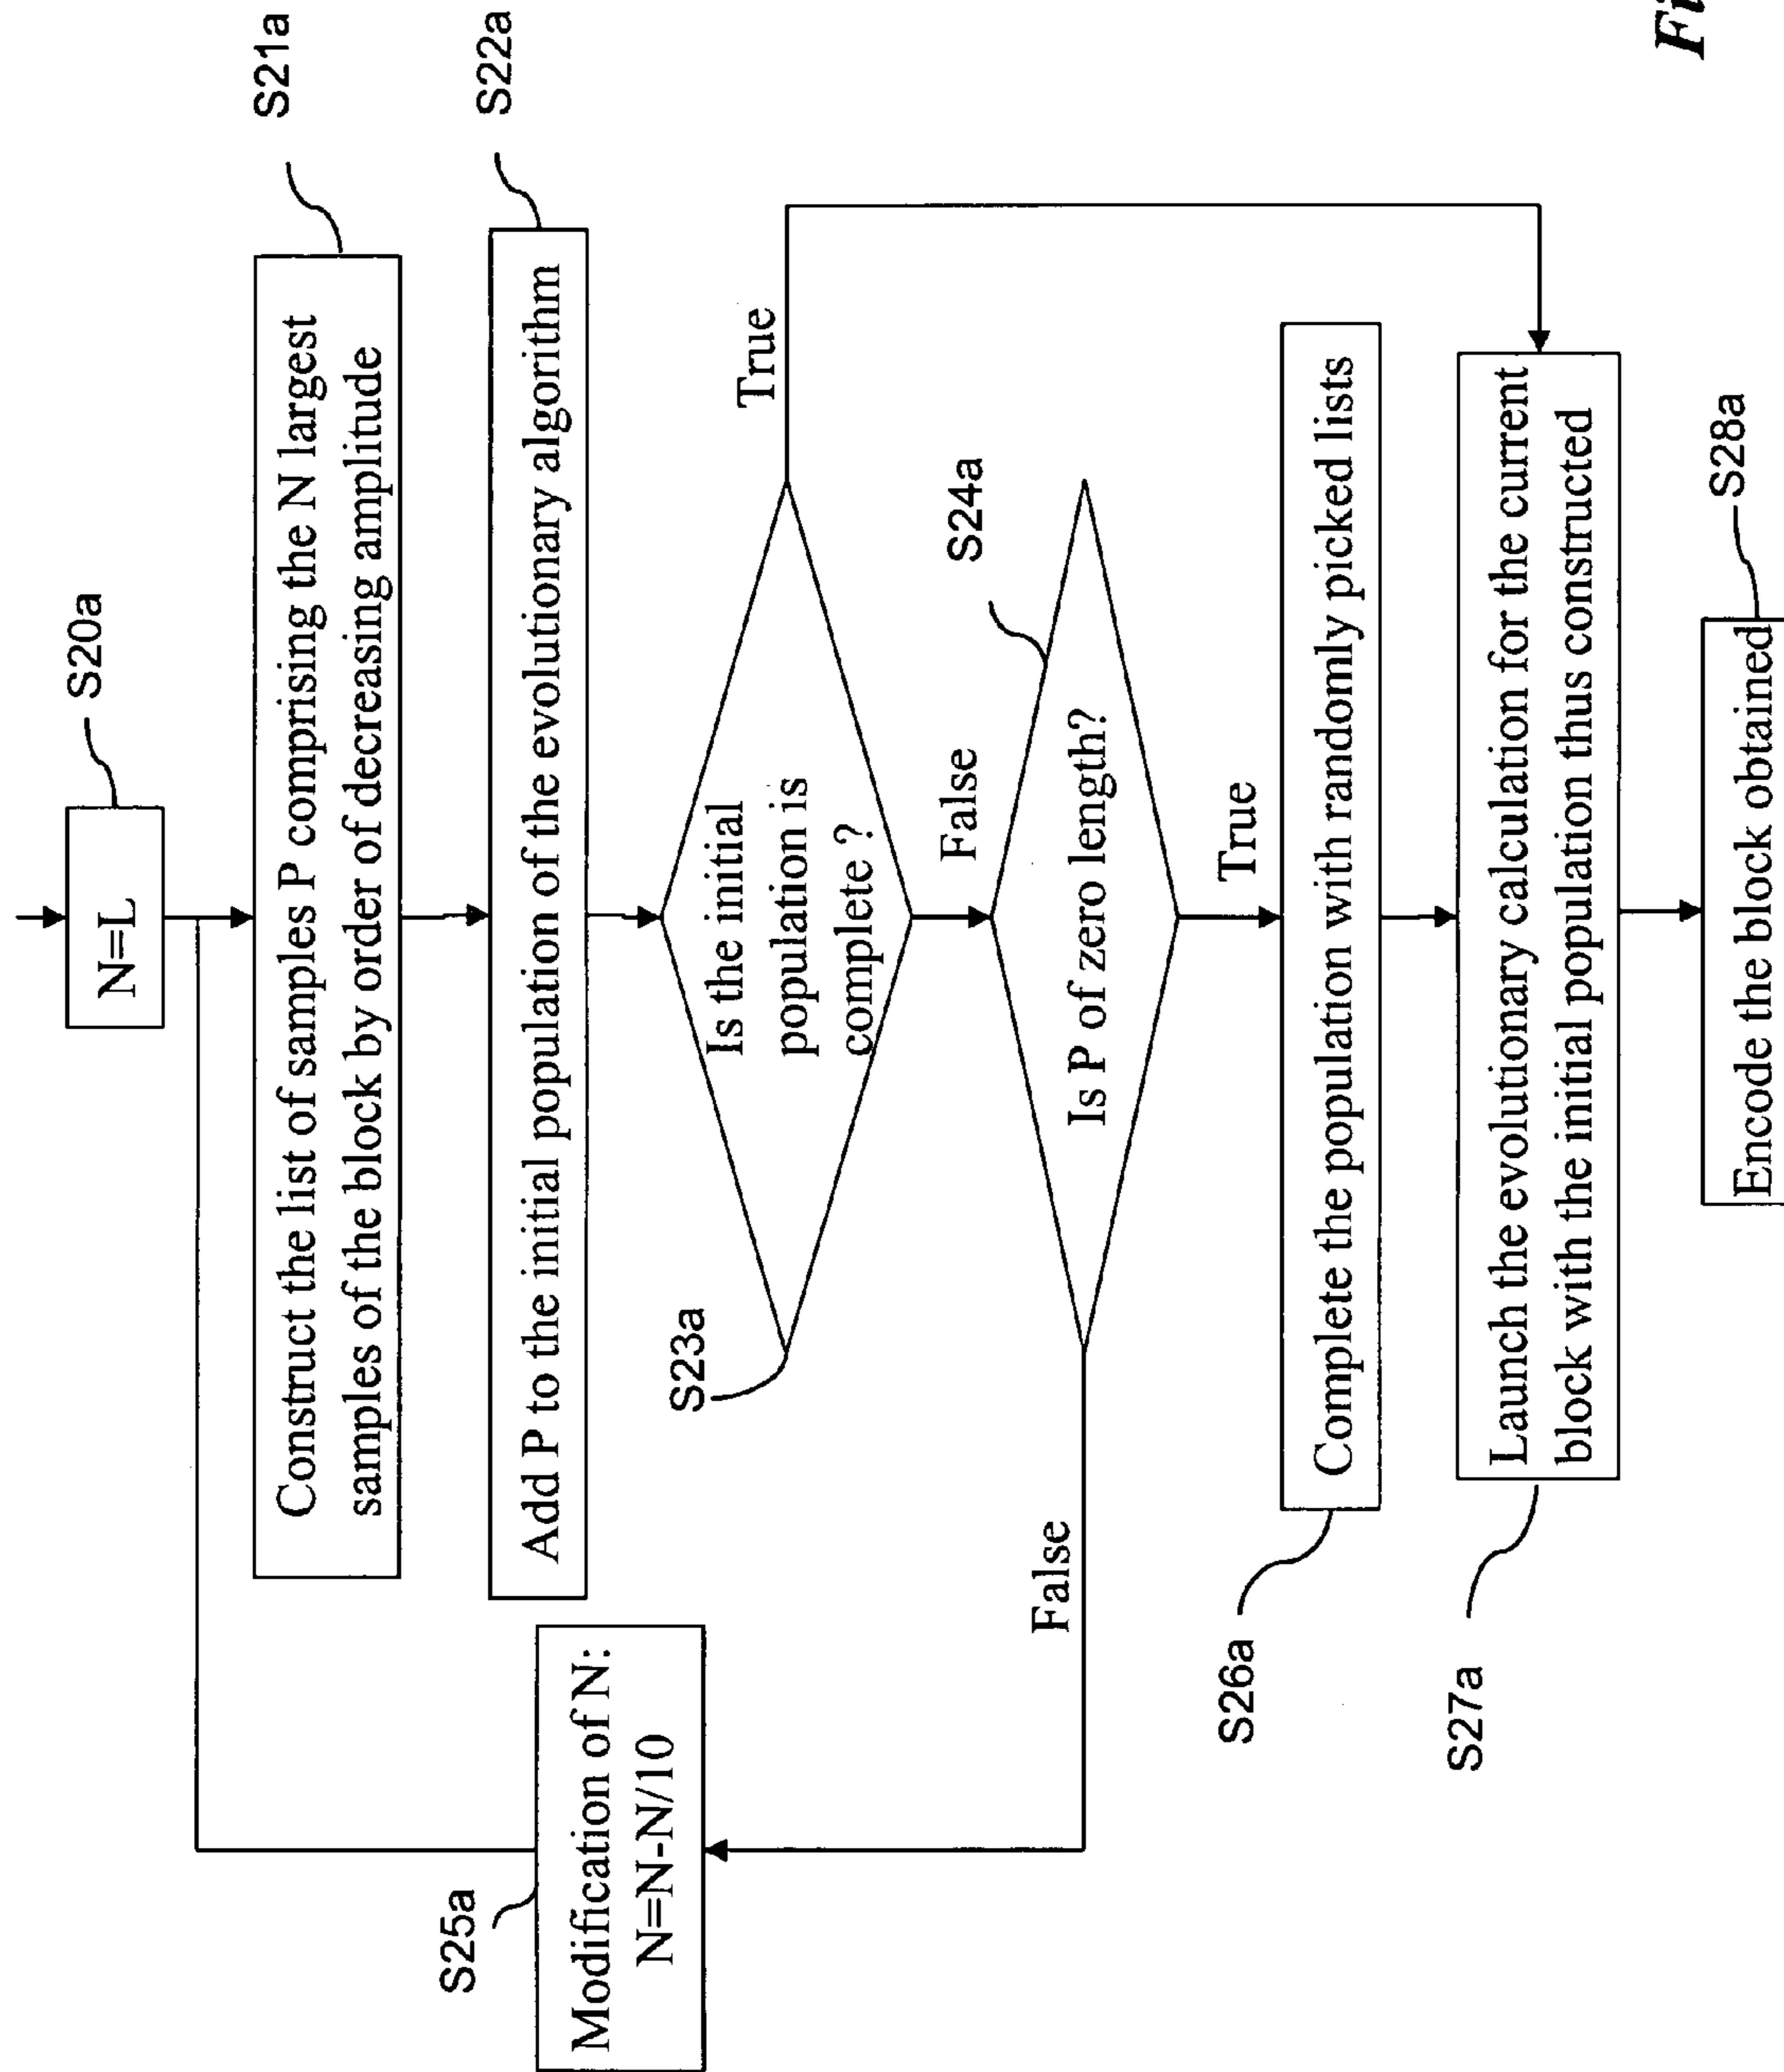 S20a
N=L
S21a
Construct the list of samples P comprising the N largest
samples of the block by order of decreasing amplitude
S22a
Add P to the initial population of the evolutionary algorithm
S23a
Is the initial
population is
complete ?
True
False
S24a
Is P of zero length?
False
True
S25a
Modification of N:
N=N-N/10
S26a
Complete the population with randomly picked lists
S27a
Launch the evolutionary calculation for the current
block with the initial population thus constructed
S28a
Encode the block obtained